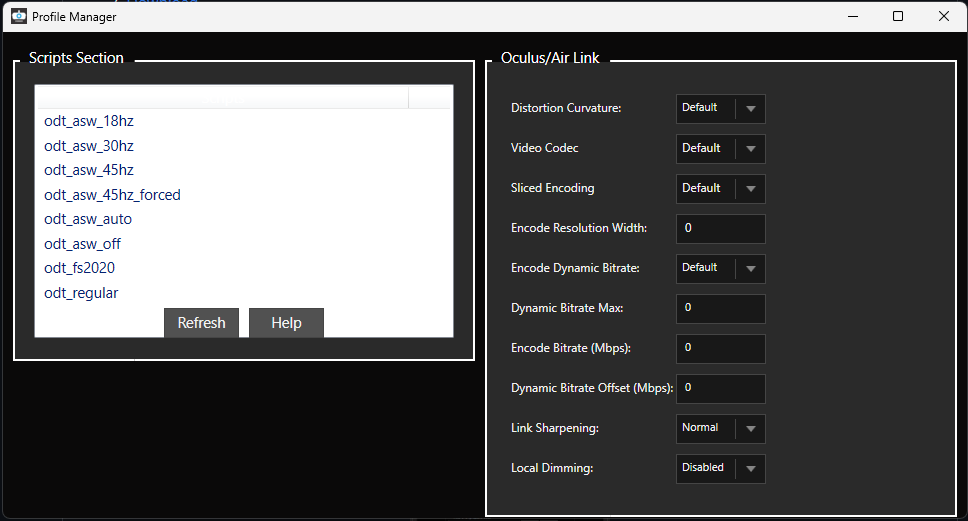 Profile Manager
Scripts Section
odt_asw_18hz
odt_asw_30hz
odt_asw_45hz
odt_asw_45hz_forced
odt_asw_auto
odt_asw_off
odt_fs2020
odt_regular
Refresh Help
Oculus/Air Link
Distortion Curvature: Default
Video Codec Default
Sliced Encoding Default
Encode Resolution Width: 0
Encode Dynamic Bitrate: Default
Dynamic Bitrate Max: 0
Encode Bitrate (Mbps): 0
Dynamic Bitrate Offset (Mbps): 0
Link Sharpening: Normal
Local Dimming: Disabled